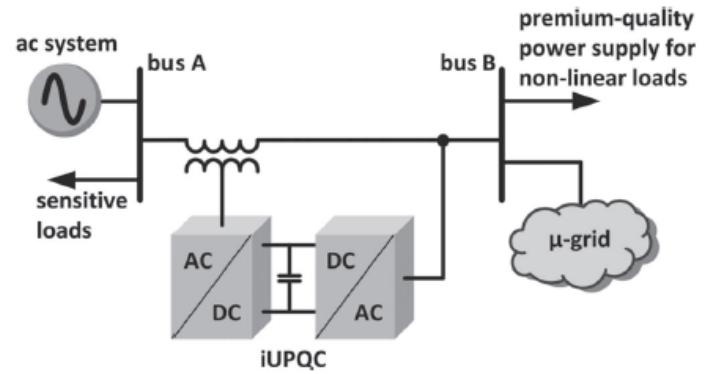 premium-quality
power supply for
non-linear loads
ac system
bus A
bus B
sensitive
loads
μ-grid
AC
DC
DC
AC
iUPQC